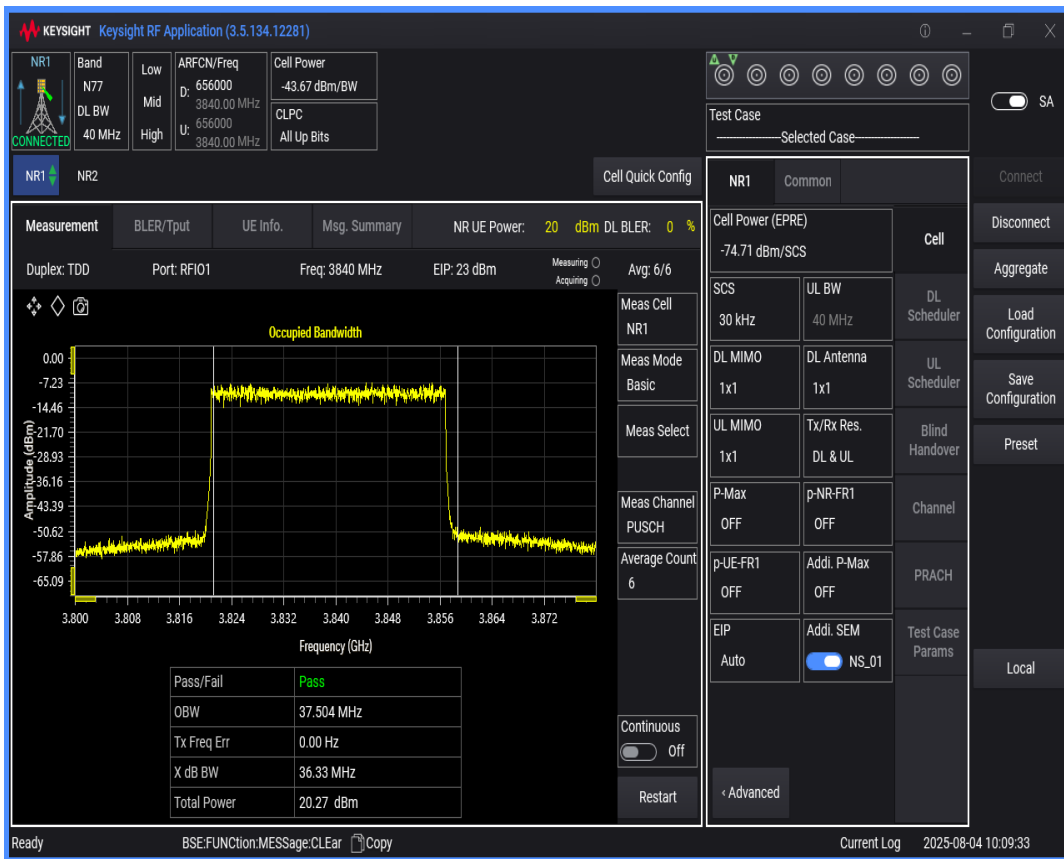 KEYSIGHT Keysight RF Application (3.5.134.12281)
NR1
CONNECTED
Band
N77
DL BW
40 MHz
Low
Mid
High
ARFCN/Freq
D: 656000
3840.00 MHz
U: 656000
3840.00 MHz
Cell Power
-43.67 dBm/BW
CLPC
All Up Bits
Test Case
---------------------Selected Case---------------------
SA
NR1 NR2 Cell Quick Config
Measurement BLER/Tput UE Info. Msg. Summary NR UE Power: 20 dBm DL BLER: 0 %
Duplex: TDD Port: RFIO1 Freq: 3840 MHz EIP: 23 dBm Measuring Avg: 6/6
Acquiring
Occupied Bandwidth
Amplitude (dBm)
0.00
-7.23
-14.46
-21.70
-28.93
-36.16
-43.39
-50.62
-57.86
-65.09
3.800 3.808 3.816 3.824 3.832 3.840 3.848 3.856 3.864 3.872
Frequency (GHz)
Pass/Fail Pass
OBW 37.504 MHz
Tx Freq Err 0.00 Hz
X dB BW 36.33 MHz
Total Power 20.27 dBm
Meas Cell
NR1
Meas Mode
Basic
Meas Select
Meas Channel
PUSCH
Average Count
6
Continuous
Off
Restart
NR1 Common
Cell Power (EPRE)
-74.71 dBm/SCS
SCS
30 kHz
UL BW
40 MHz
DL MIMO
1x1
DL Antenna
1x1
UL MIMO
1x1
Tx/Rx Res.
DL & UL
P-Max
OFF
p-NR-FR1
OFF
p-UE-FR1
OFF
Addi. P-Max
OFF
EIP
Auto
Addi. SEM
NS_01
‹ Advanced
Cell
DL
Scheduler
UL
Scheduler
Blind
Handover
Channel
PRACH
Test Case
Params
Connect
Disconnect
Aggregate
Load
Configuration
Save
Configuration
Preset
Local
Ready BSE:FUNCtion:MESSage:CLEar Copy Current Log 2025-08-04 10:09:33